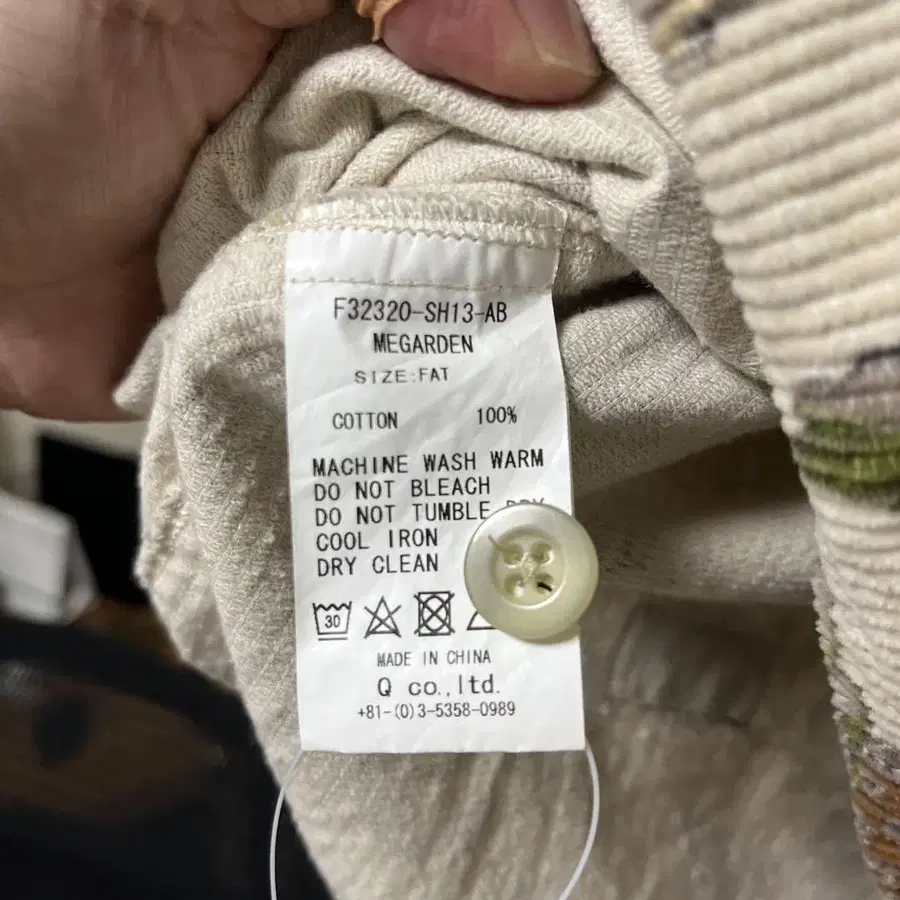 F32320-SH13-AB
MEGARDEN
SIZE:FAT
COTTON 100%
MACHINE WASH WARM
DO NOT BLEACH
DO NOT TUMBLE DRY
COOL IRON
DRY CLEAN
30
MADE IN CHINA
Q co.,ltd.
+81-(0)3-5358-0989